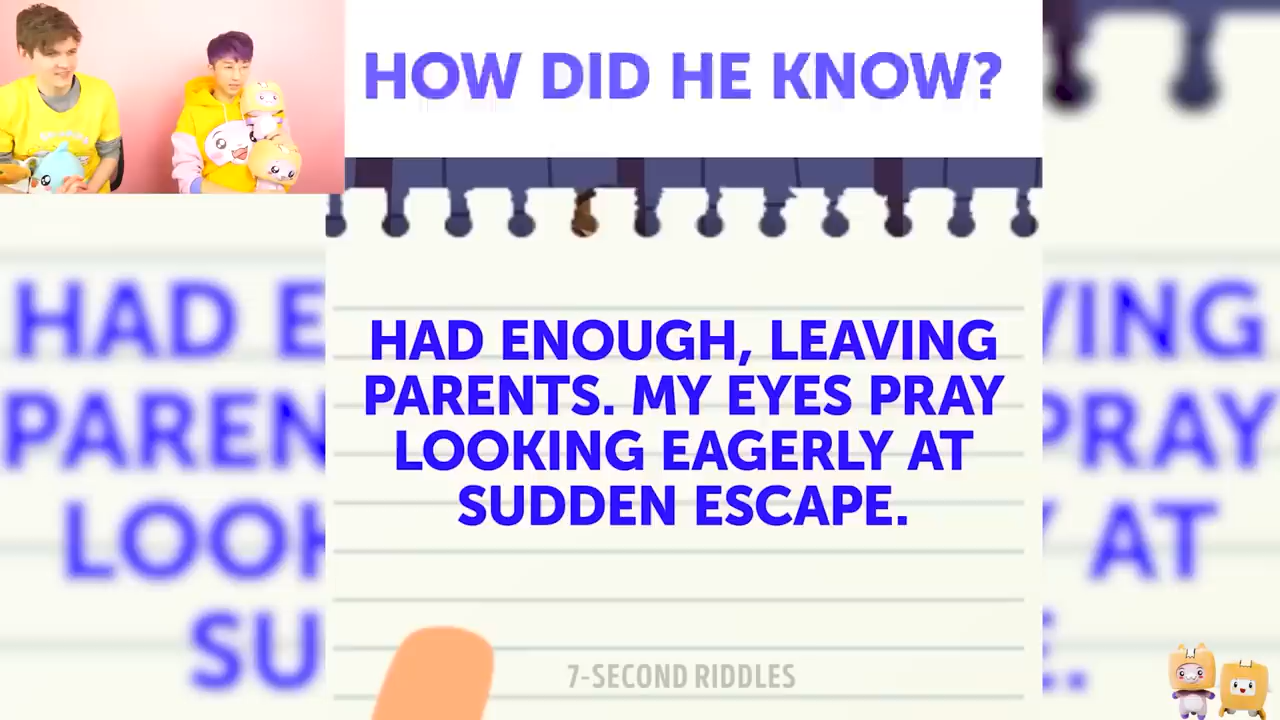 HOW DID HE KNOW?
HAD ENOUGH, LEAVING
PARENTS. MY EYES PRAY
LOOKING EAGERLY AT
SUDDEN ESCAPE.
7-SECOND RIDDLES